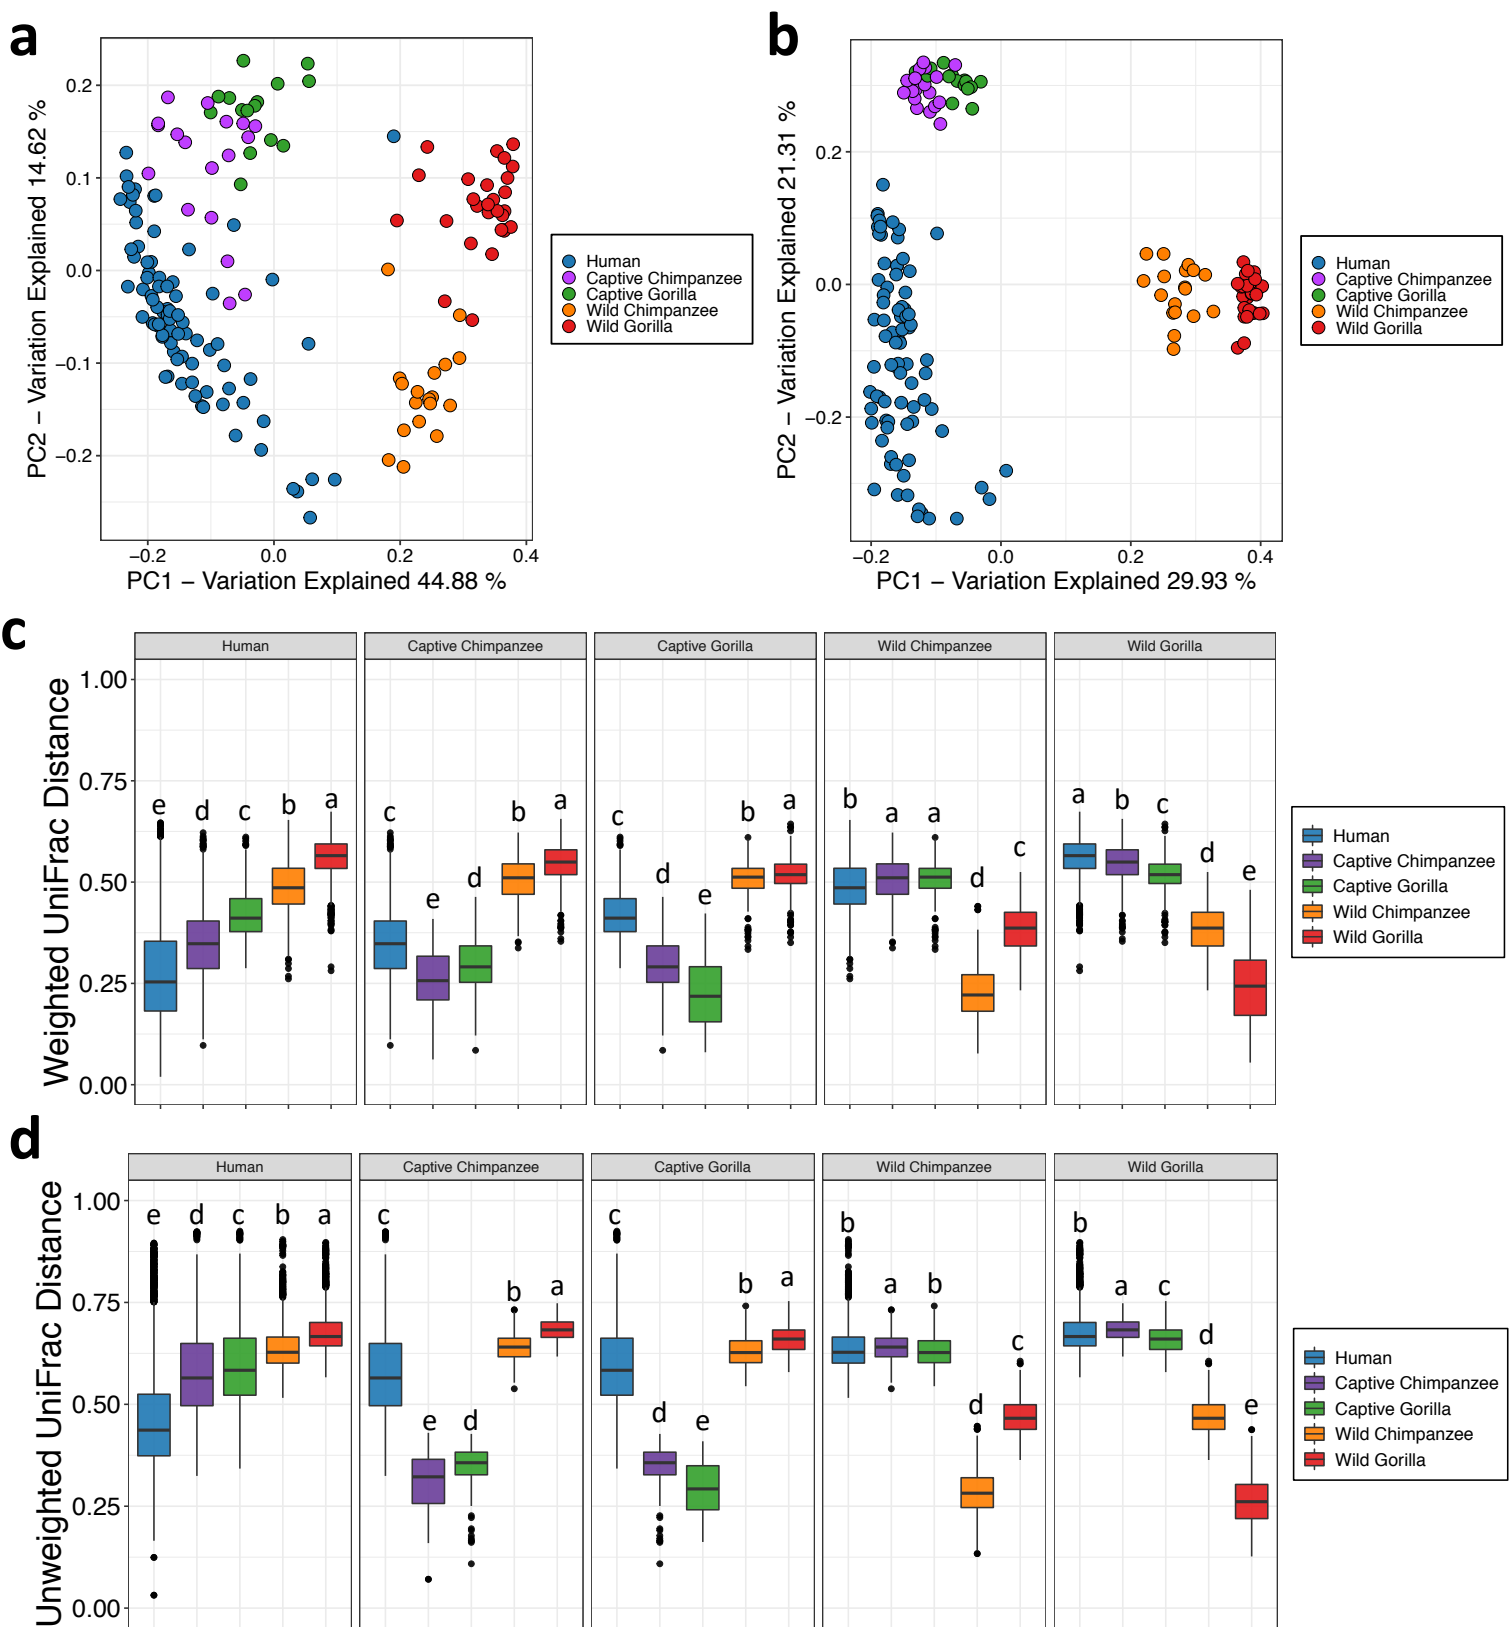 a
PC2 − Variation Explained 14.62 %
0.2
0.1
0.0
−0.1
−0.2
−0.2 0.0 0.2 0.4
PC1 − Variation Explained 44.88 %
Human
Captive Chimpanzee
Captive Gorilla
Wild Chimpanzee
Wild Gorilla
b
PC2 − Variation Explained 21.31 %
0.2
0.0
−0.2
−0.2 0.0 0.2 0.4
PC1 − Variation Explained 29.93 %
Human
Captive Chimpanzee
Captive Gorilla
Wild Chimpanzee
Wild Gorilla
c
Human Captive Chimpanzee Captive Gorilla Wild Chimpanzee Wild Gorilla
Weighted UniFrac Distance
1.00
0.75
0.50
0.25
0.00
e d c b a
c e d b a
c d e b a
b a a d c
a b c d e
Human
Captive Chimpanzee
Captive Gorilla
Wild Chimpanzee
Wild Gorilla
d
Human Captive Chimpanzee Captive Gorilla Wild Chimpanzee Wild Gorilla
Unweighted UniFrac Distance
1.00
0.75
0.50
0.25
0.00
e d c b a
c e d b a
c d e b a
b a b d c
b a c d e
Human
Captive Chimpanzee
Captive Gorilla
Wild Chimpanzee
Wild Gorilla